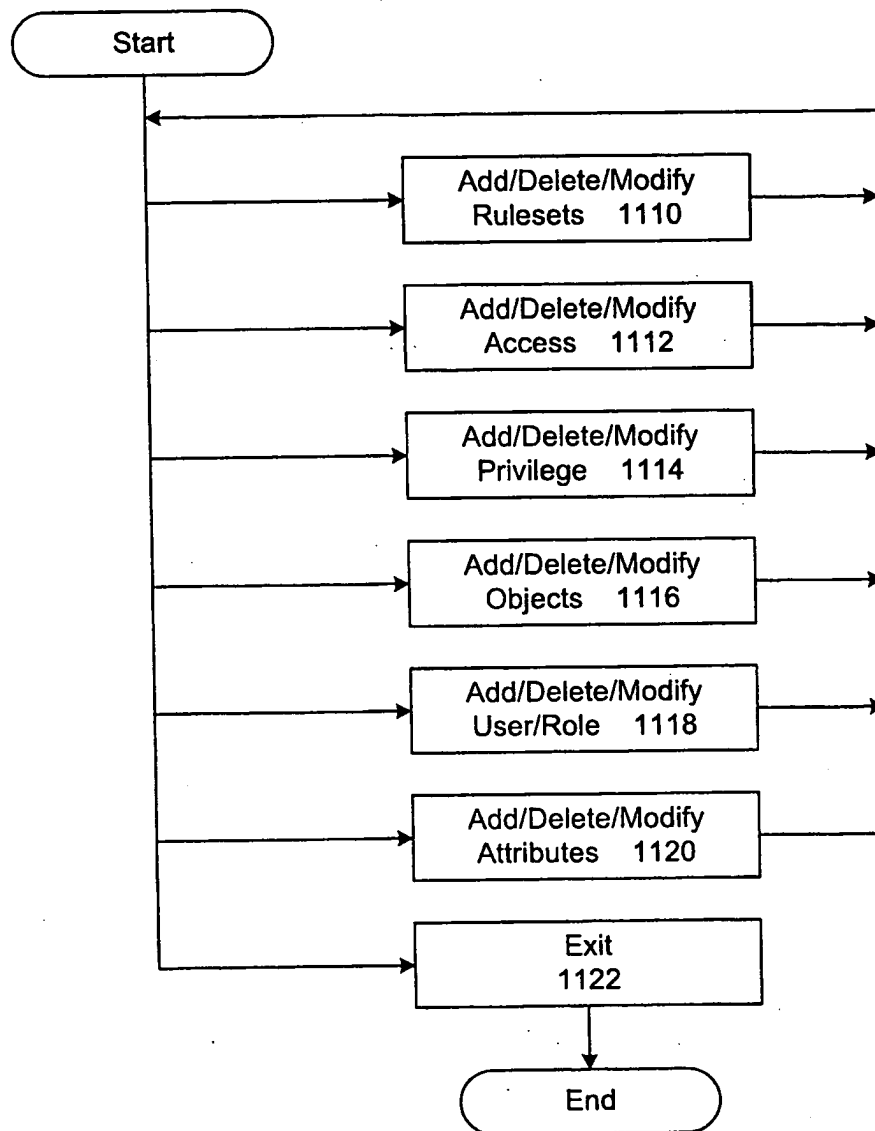 Start
Add/Delete/Modify
Rulesets 1110
Add/Delete/Modify
Access 1112
Add/Delete/Modify
Privilege 1114
Add/Delete/Modify
Objects 1116
Add/Delete/Modify
User/Role 1118
Add/Delete/Modify
Attributes 1120
Exit
1122
End